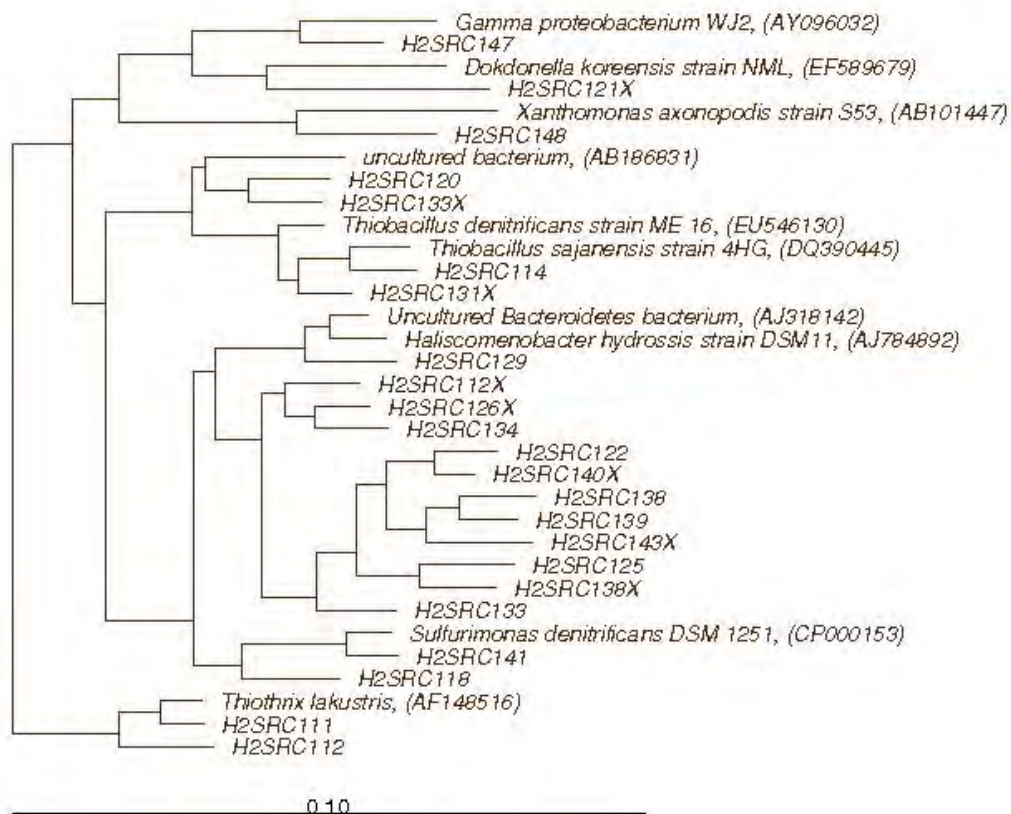 Gamma proteobacterium WJ2, (AY096032)
H2SRC147
Dokdonella koreensis strain NML, (EF589679)
H2SRC121X
Xanthomonas axonopodis strain S53, (AB101447)
H2SRC148
uncultured bacterium, (AB186831)
H2SRC120
H2SRC133X
Thiobacillus denitrificans strain ME 16, (EU546130)
Thiobacillus sajanensis strain 4HG, (DQ390445)
H2SRC114
H2SRC131X
Uncultured Bacteroidetes bacterium, (AJ318142)
Haliscomenobacter hydrossis strain DSM11, (AJ784892)
H2SRC129
H2SRC112X
H2SRC126X
H2SRC134
H2SRC122
H2SRC140X
H2SRC138
H2SRC139
H2SRC143X
H2SRC125
H2SRC138X
H2SRC133
Sulfurimonas denitrificans DSM 1251, (CP000153)
H2SRC141
H2SRC118
Thiothrix lakustris, (AF148516)
H2SRC111
H2SRC112
0.10